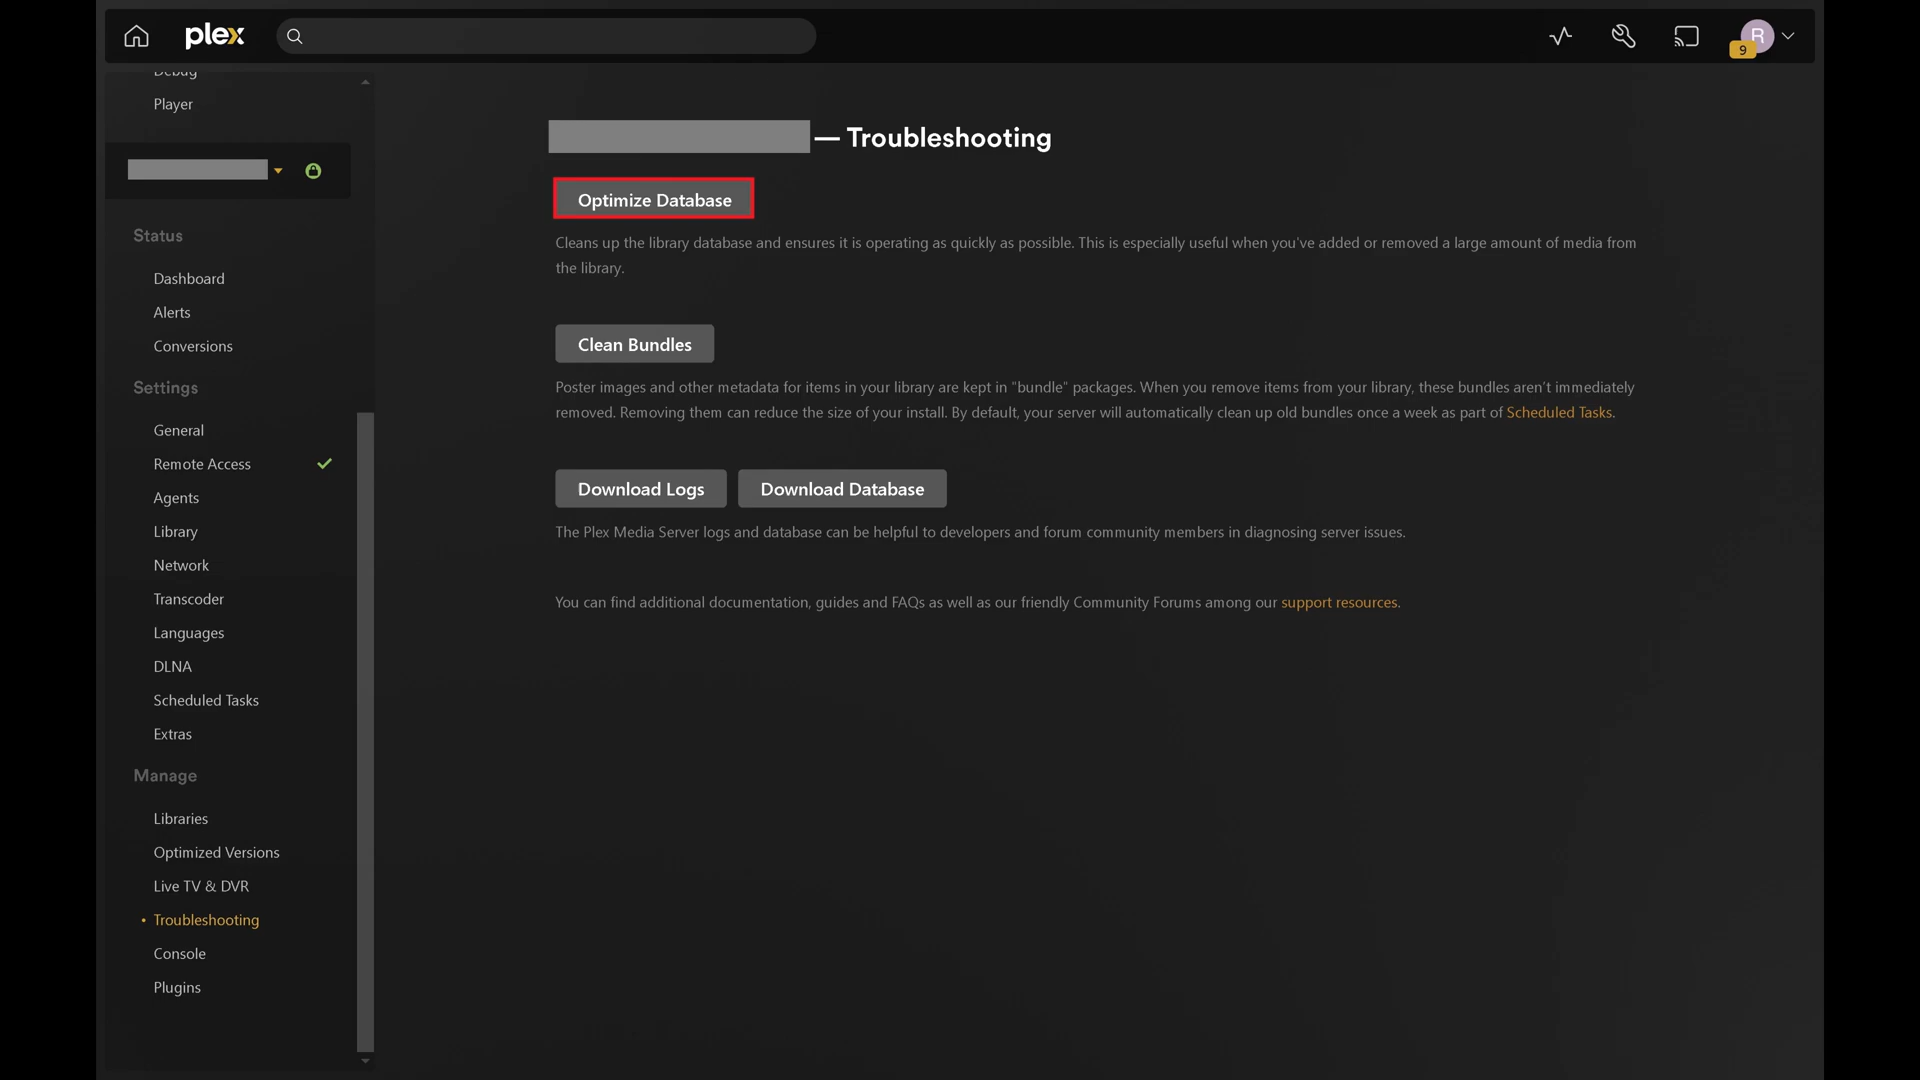 plex
R
9
Debug
Player
— Troubleshooting
Optimize Database
Cleans up the library database and ensures it is operating as quickly as possible. This is especially useful when you've added or removed a large amount of media from
the library.
Status
Dashboard
Alerts
Conversions
Clean Bundles
Poster images and other metadata for items in your library are kept in "bundle" packages. When you remove items from your library, these bundles aren't immediately
removed. Removing them can reduce the size of your install. By default, your server will automatically clean up old bundles once a week as part of Scheduled Tasks.
Settings
General
Remote Access
Agents
Library
Network
Transcoder
Languages
DLNA
Scheduled Tasks
Extras
Download Logs Download Database
The Plex Media Server logs and database can be helpful to developers and forum community members in diagnosing server issues.
You can find additional documentation, guides and FAQs as well as our friendly Community Forums among our support resources.
Manage
Libraries
Optimized Versions
Live TV & DVR
• Troubleshooting
Console
Plugins